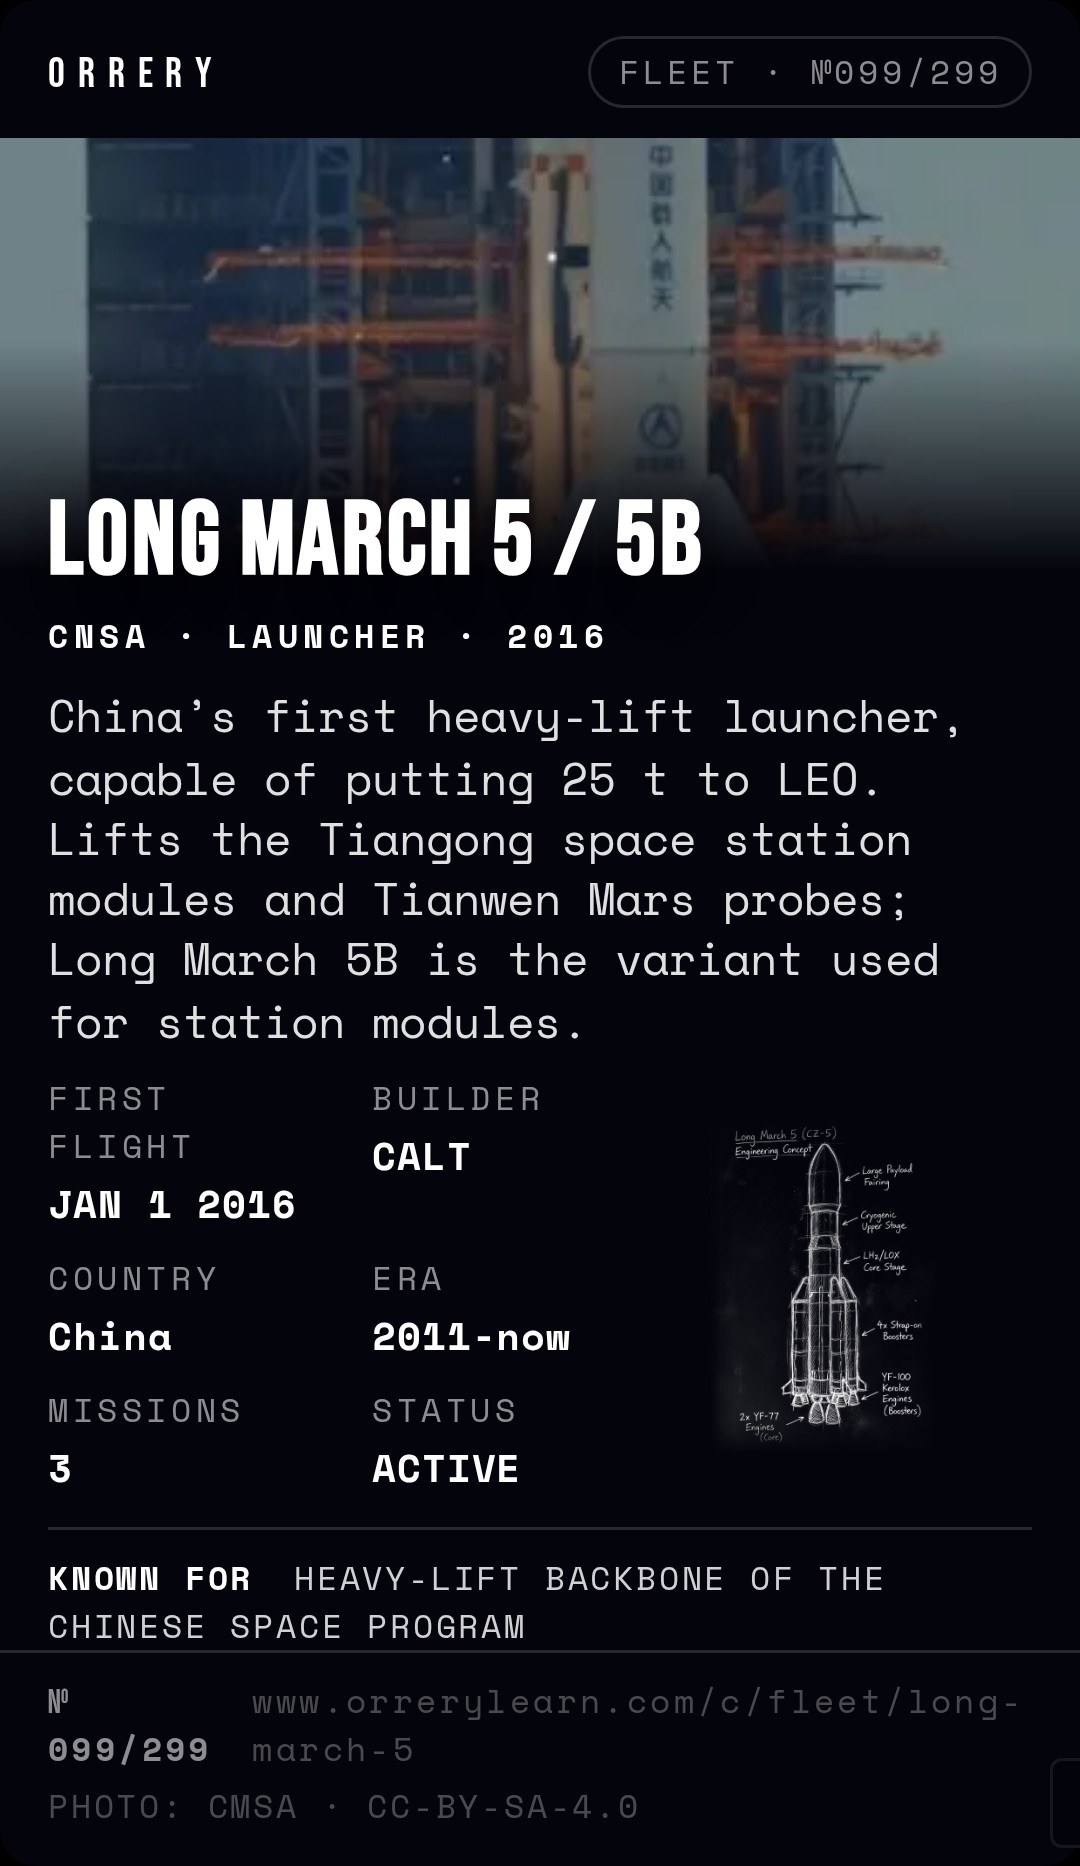 ORRERY
FLEET · №099/299
中国载人航天
LONG MARCH 5 / 5B
CNSA · LAUNCHER · 2016
China's first heavy-lift launcher,
capable of putting 25 t to LEO.
Lifts the Tiangong space station
modules and Tianwen Mars probes;
Long March 5B is the variant used
for station modules.
FIRST
FLIGHT
JAN 1 2016
BUILDER
CALT
COUNTRY
China
ERA
2011-now
MISSIONS
3
STATUS
ACTIVE
Long March 5 (CZ-5)
Engineering Concept
Large Payload
Fairing
Cryogenic
Upper Stage
LH₂/LOX
Core Stage
4x Strap-on
Boosters
YF-100
Kerolox
Engines
(Boosters)
2x YF-77
Engines
(Core)
KNOWN FOR HEAVY-LIFT BACKBONE OF THE
CHINESE SPACE PROGRAM
№
099/299
www.orrerylearn.com/c/fleet/long-
march-5
PHOTO: CMSA · CC-BY-SA-4.0